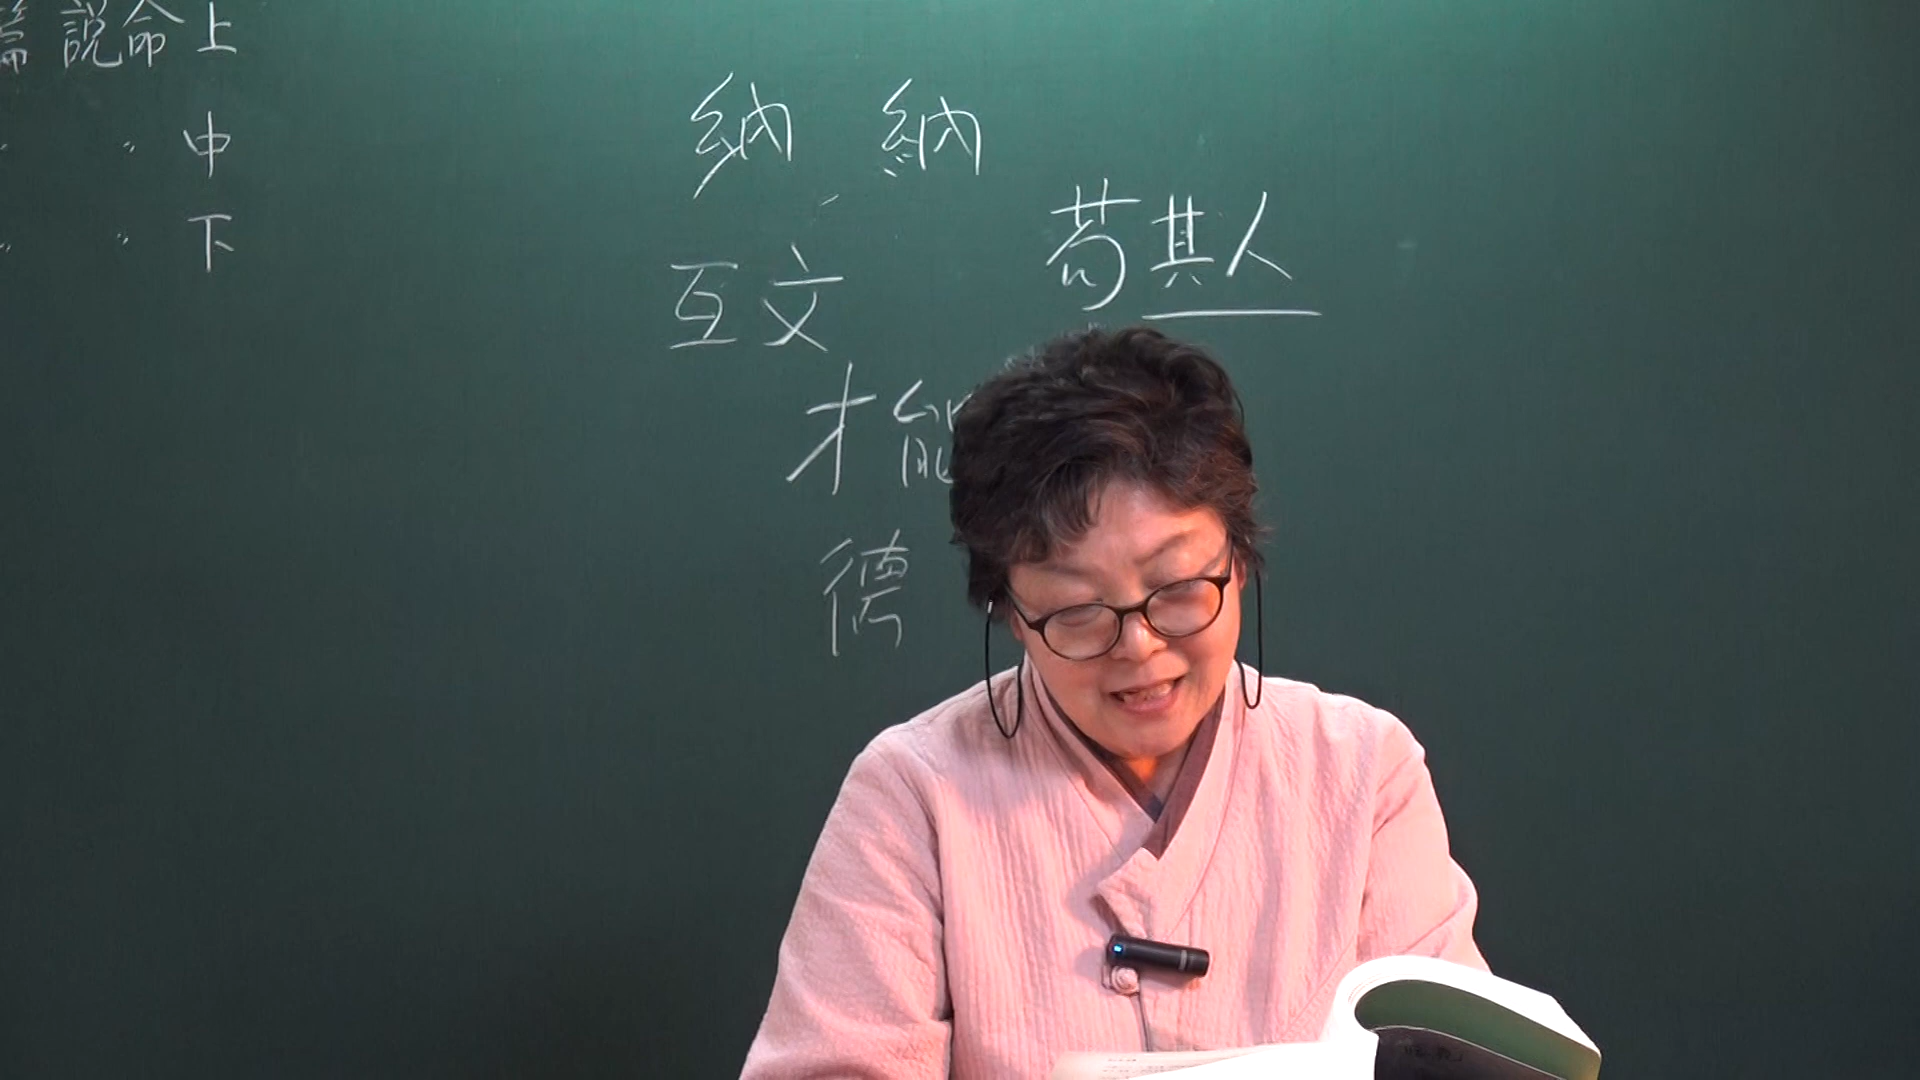 篇 說命 上
〃 〃 中
〃 〃 下
納 納
苟其人
互文
才能
德